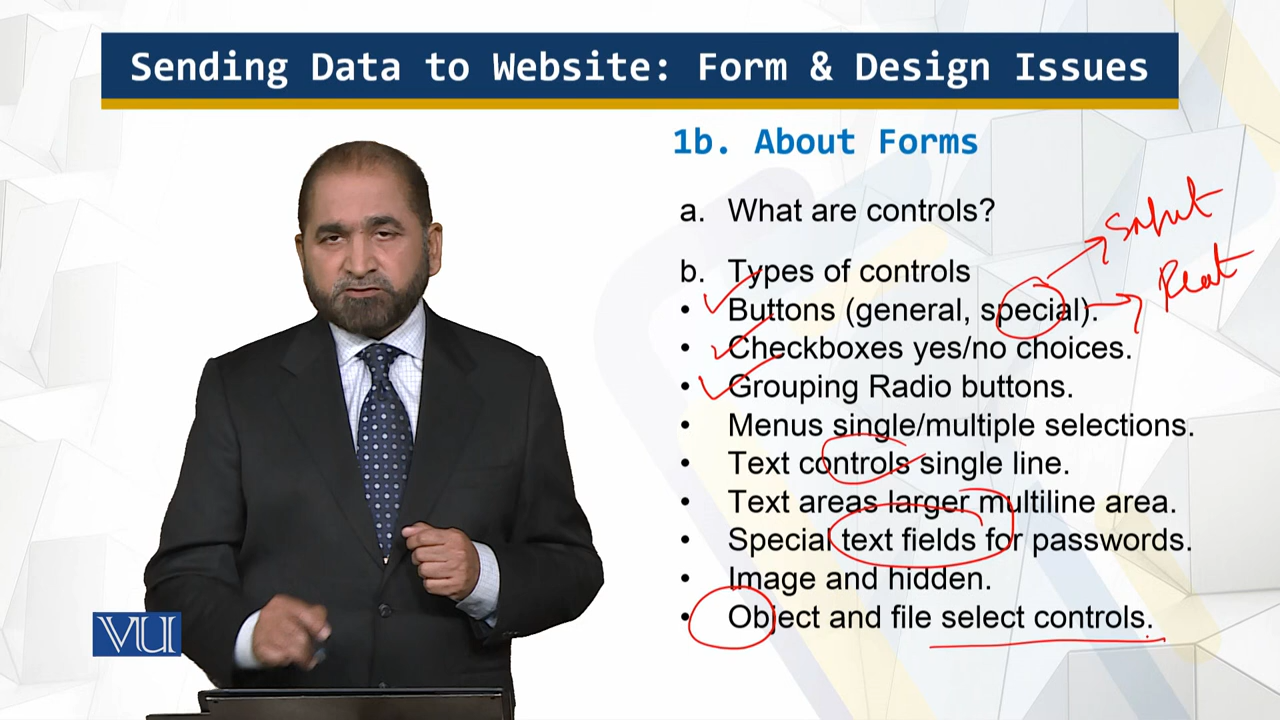 Sending Data to Website: Form & Design Issues
1b. About Forms
a. What are controls?
b. Types of controls
• Buttons (general, special).
• Checkboxes yes/no choices.
• Grouping Radio buttons.
• Menus single/multiple selections.
• Text controls single line.
• Text areas larger multiline area.
• Special text fields for passwords.
• Image and hidden.
• Object and file select controls.
VU